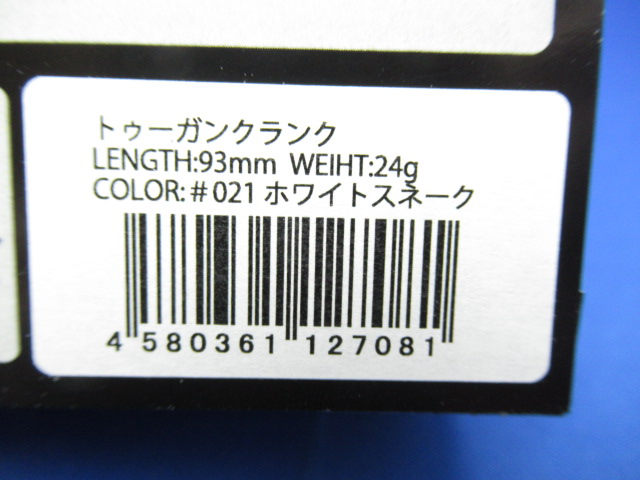 トゥーガンクランク
LENGTH:93mm WEIHT:24g
COLOR:#021 ホワイトスネーク
4 580361 127081